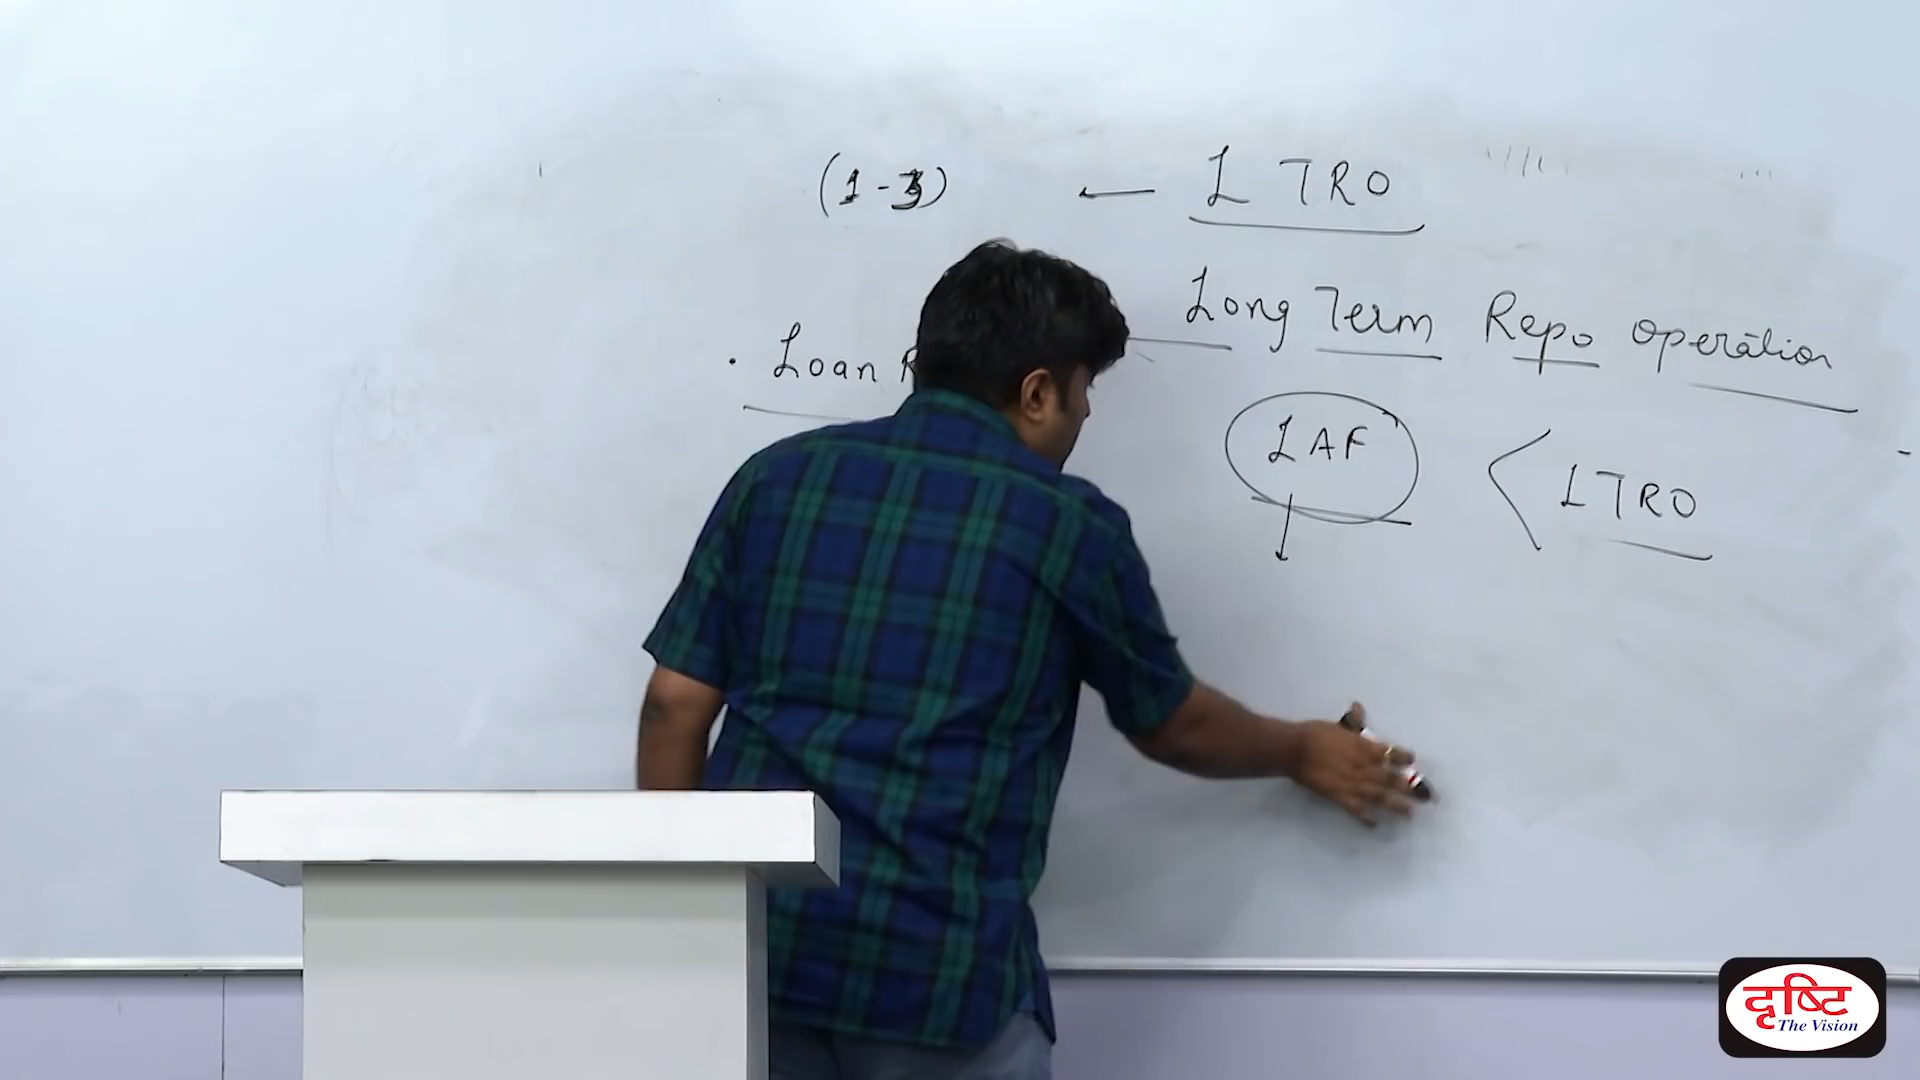 (1-3) ← LTRO
Long Term Repo operation
· Loan
LAF < LTRO
दृष्टि
The Vision